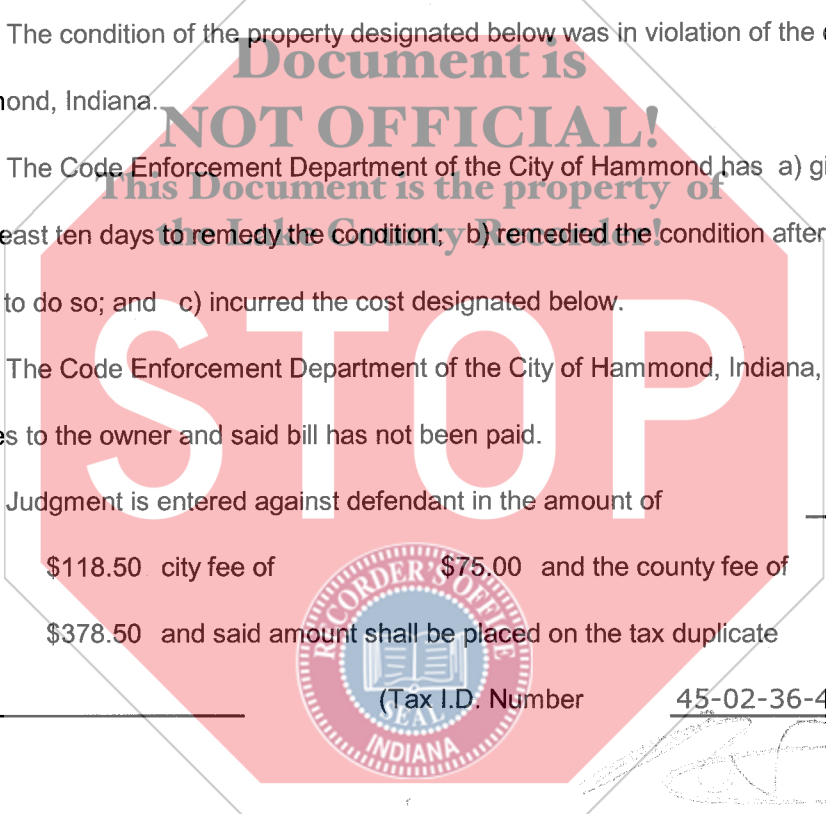 The condition of the property designated below was in violation of the
Document is
mond, Indiana.
NOT OFFICIAL!
The Code Enforcement Department of the City of Hammond has a) gi
This Document is the property of
east ten days to remedy the condition; b) remedied the condition after
the Lake County Recorder!
to do so; and c) incurred the cost designated below.
STOP
The Code Enforcement Department of the City of Hammond, Indiana,
es to the owner and said bill has not been paid.
Judgment is entered against defendant in the amount of
$118.50 city fee of $75.00 and the county fee of
RECORDER'S OFFICE
$378.50 and said amount shall be placed on the tax duplicate
(Tax I.D. Number 45-02-36-4
SEAL
INDIANA